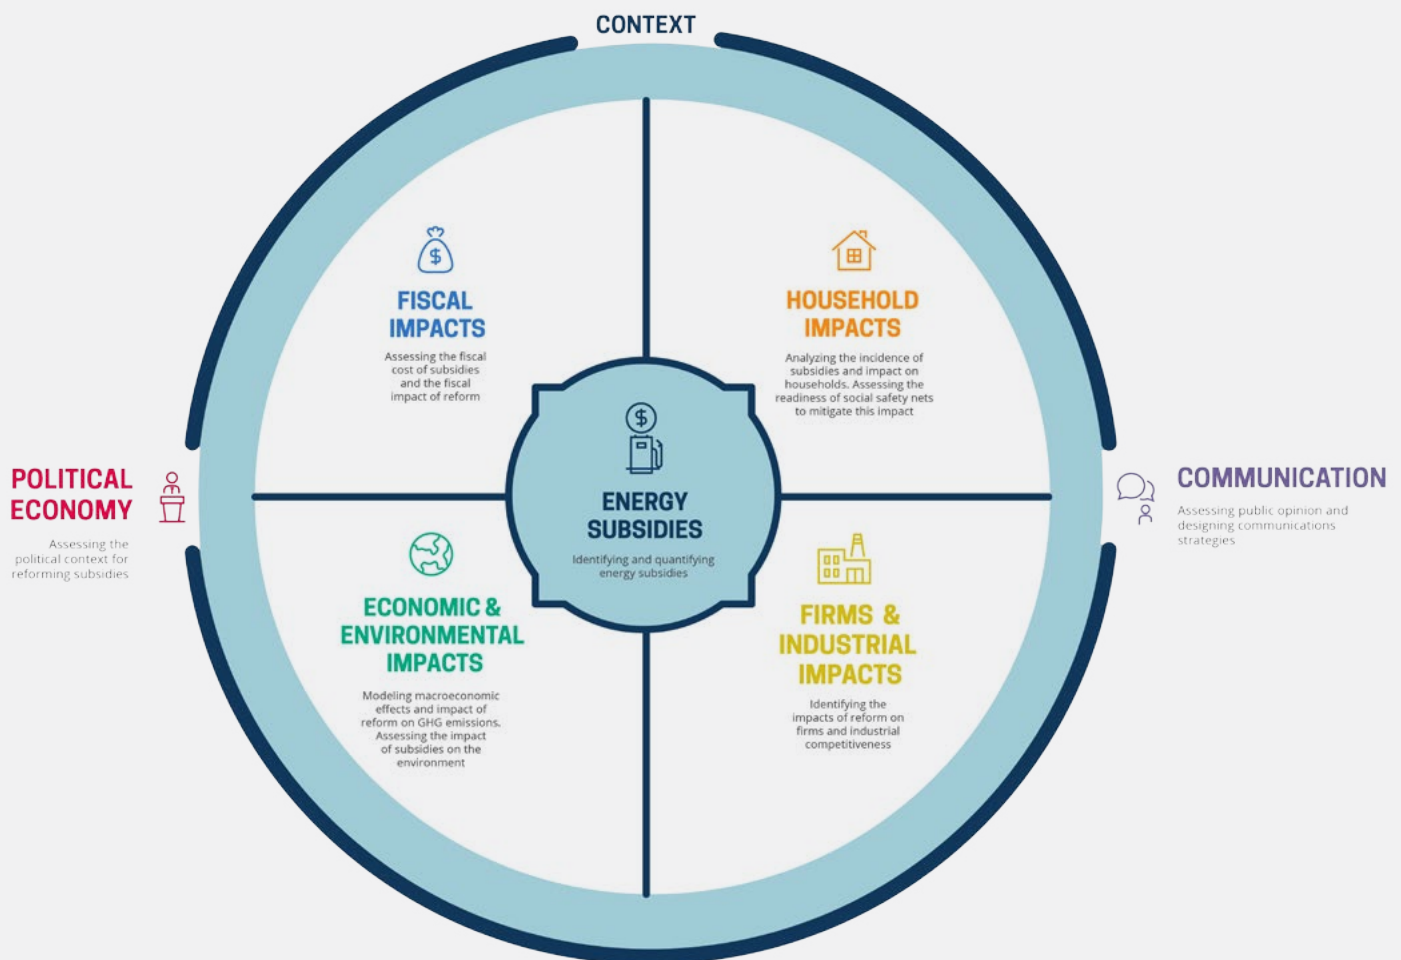 CONTEXT
FISCAL
IMPACTS
Assessing the fiscal
cost of subsidies
and the fiscal
impact of reform
HOUSEHOLD
IMPACTS
Analyzing the incidence of
subsidies and impact on
households. Assessing the
readiness of social safety nets
to mitigate this impact
POLITICAL
ECONOMY
Assessing the
political context for
reforming subsidies
$
$
ENERGY
SUBSIDIES
Identifying and quantifying
energy subsidies
COMMUNICATION
Assessing public opinion and
designing communications
strategies
ECONOMIC &
ENVIRONMENTAL
IMPACTS
Modeling macroeconomic
effects and impact of
reform on GHG emissions.
Assessing the impact
of subsidies on the
environment
FIRMS &
INDUSTRIAL
IMPACTS
Identifying the
impacts of reform on
firms and industrial
competitiveness